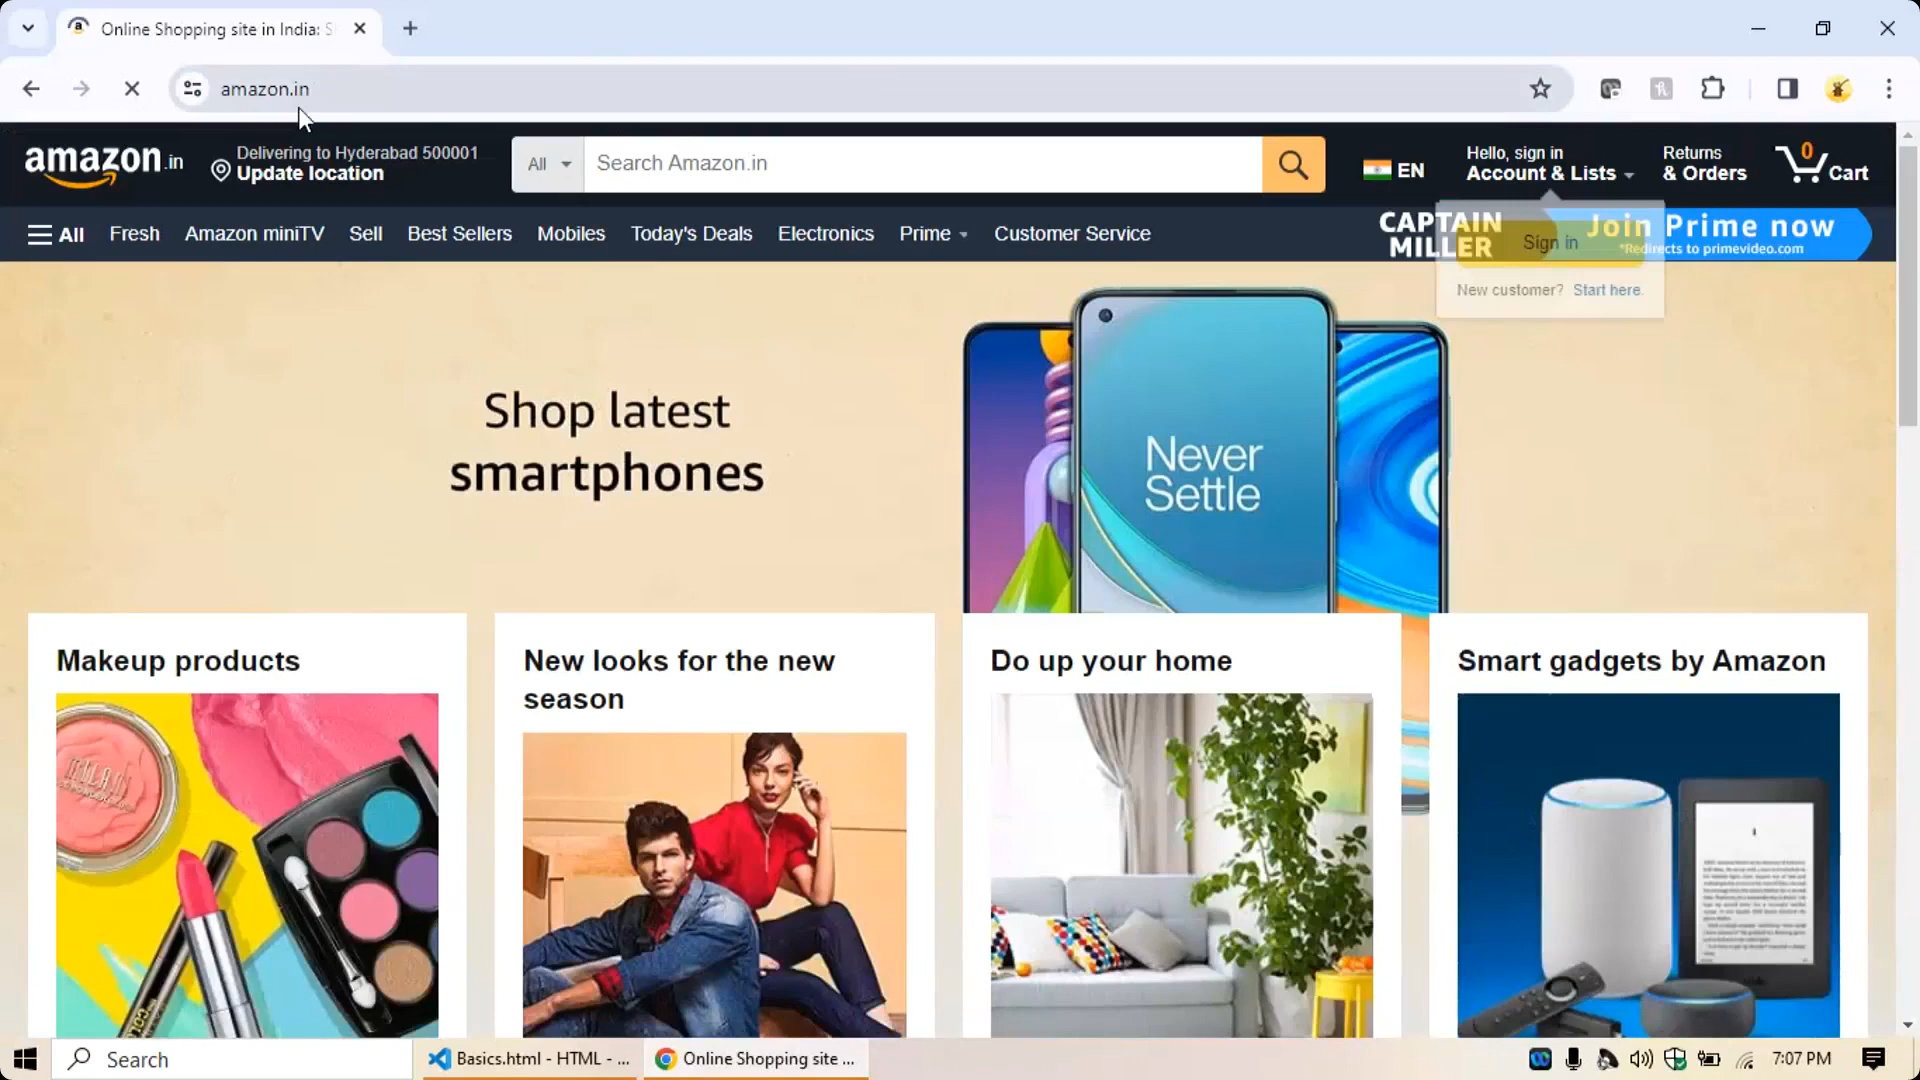 Online Shopping site in India: S
amazon.in
amazon.in
Delivering to Hyderabad 500001
Update location
All
Search Amazon.in
EN
Hello, sign in
Account & Lists
Returns
& Orders
0
Cart
All
Fresh
Amazon miniTV
Sell
Best Sellers
Mobiles
Today's Deals
Electronics
Prime
Customer Service
CAPTAIN
MILLER
Join Prime now
*Redirects to primevideo.com
Sign in
New customer? Start here.
Shop latest
smartphones
Never
Settle
Makeup products
New looks for the new
season
Do up your home
Smart gadgets by Amazon
MILANI
Search
Basics.html - HTML - ...
Online Shopping site ...
7:07 PM